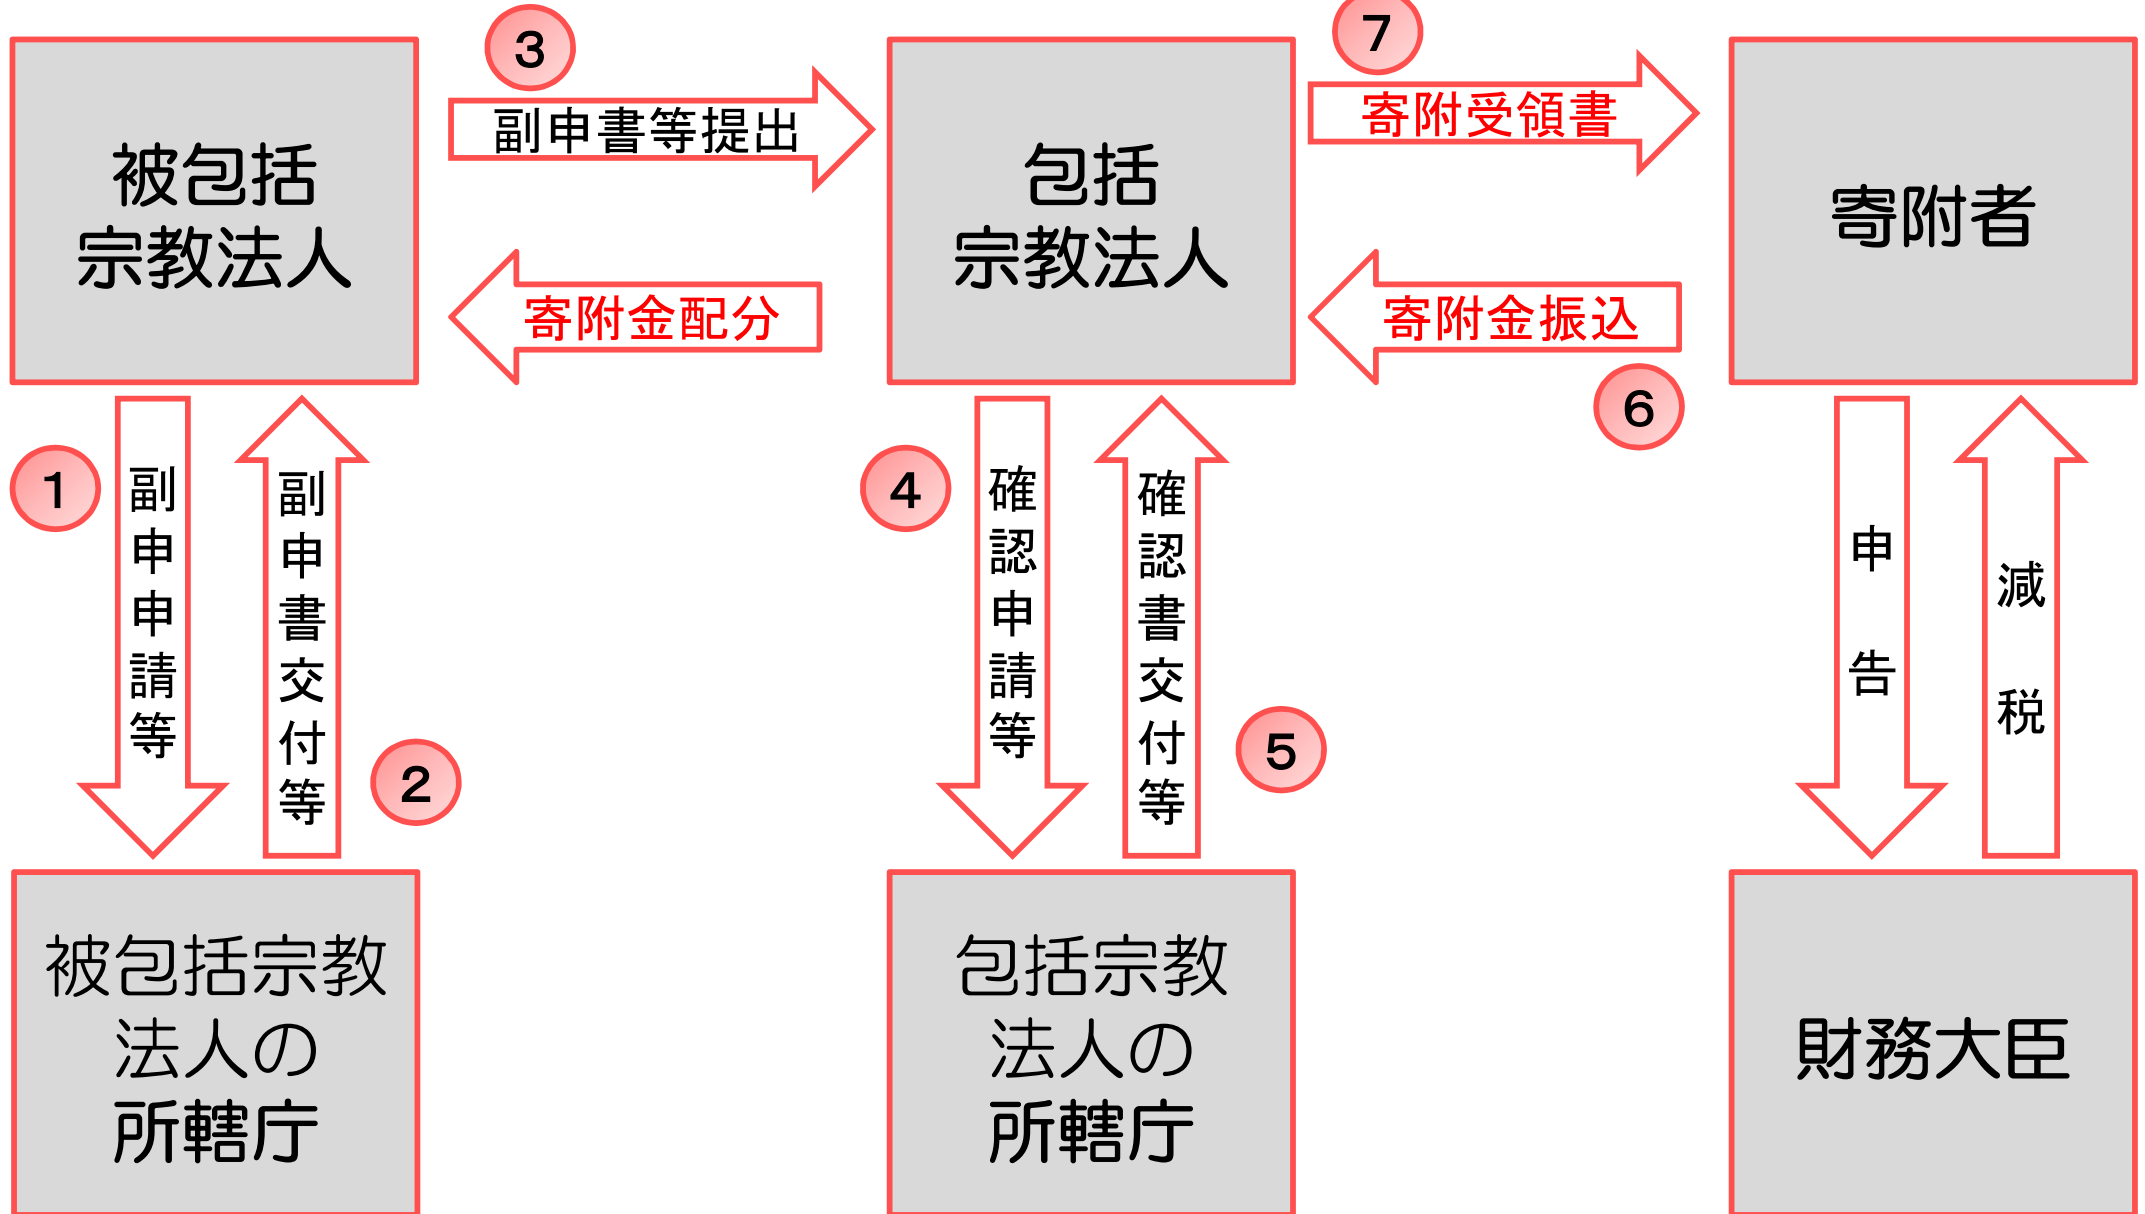 被包括
宗教法人
③
副申書等提出
包括
宗教法人
⑦
寄附受領書
寄附者
寄附金配分
寄附金振込
⑥
①
副申申請等
副申書交付等
②
④
確認申請等
確認書交付等
⑤
申告
減税
被包括宗教
法人の
所轄庁
包括宗教
法人の
所轄庁
財務大臣